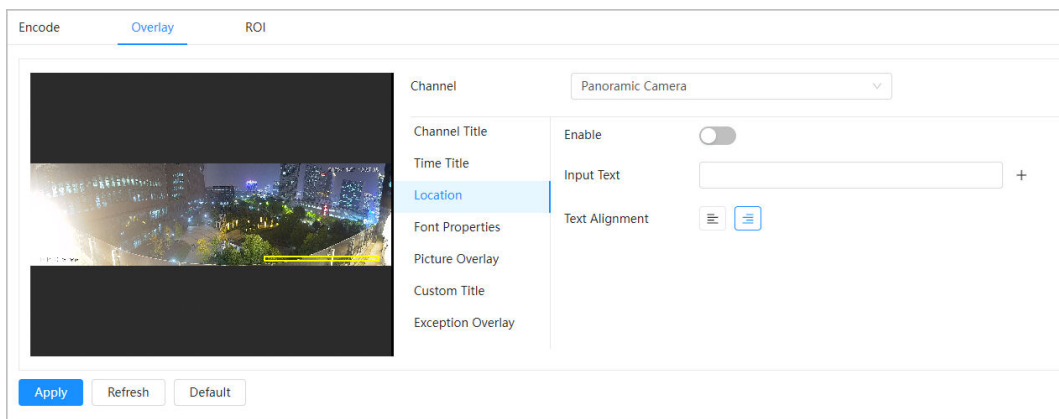 Encode Overlay ROI
Channel Panoramic Camera
Channel Title
Time Title
Location
Font Properties
Picture Overlay
Custom Title
Exception Overlay
Enable
Input Text +
Text Alignment
Apply Refresh Default